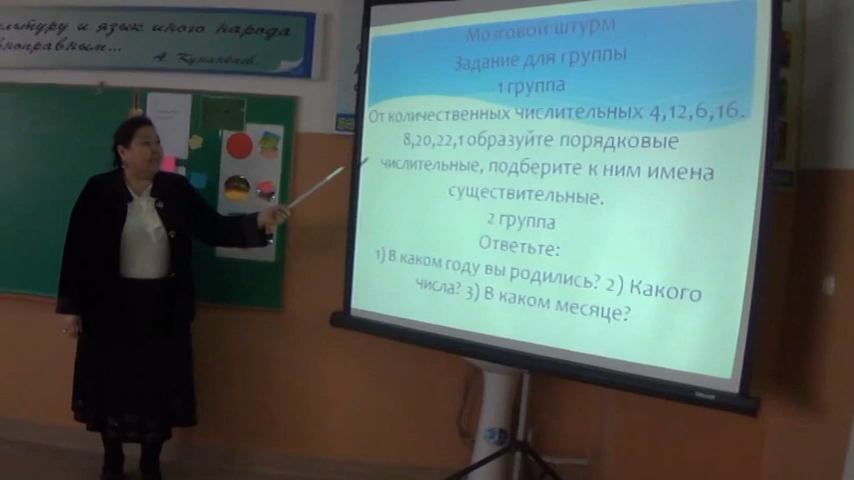 культуру и язык иного народа
вноправным...
А. Кунанбаев.
Мозговой штурм
Задание для группы
1 группа
От количественных числительных 4,12,6,16.
8,20,22,1 образуйте порядковые
числительные, подберите к ним имена
существительные.
2 группа
Ответьте:
1) В каком году вы родились? 2) Какого
числа? 3) В каком месяце?